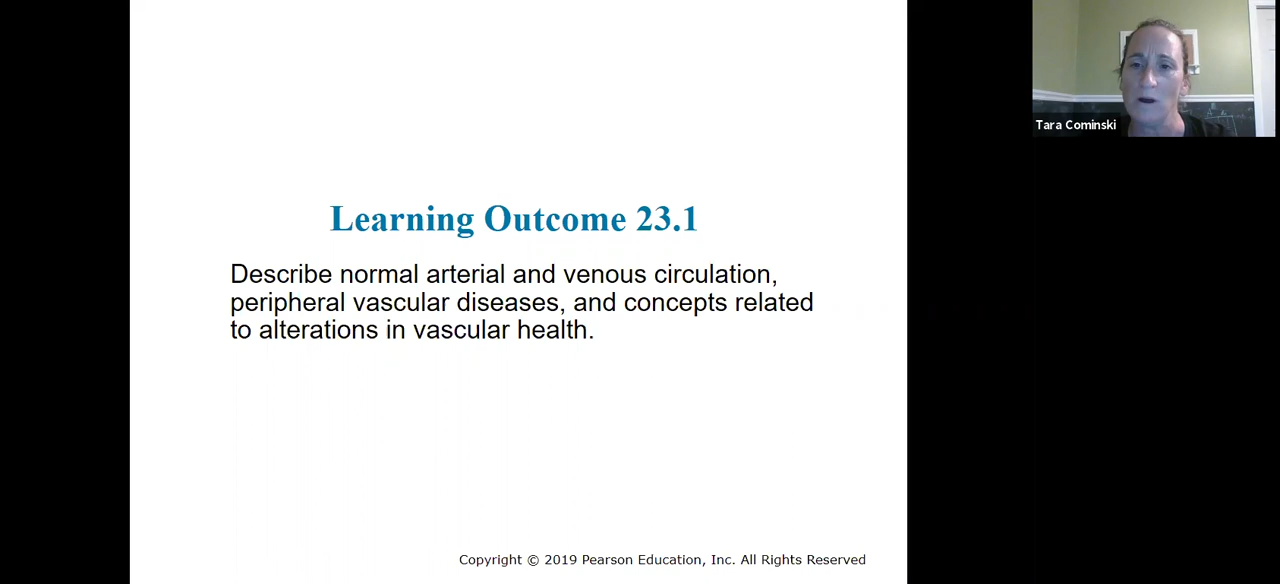 Learning Outcome 23.1
Describe normal arterial and venous circulation,
peripheral vascular diseases, and concepts related
to alterations in vascular health.
Copyright © 2019 Pearson Education, Inc. All Rights Reserved
Tara Cominski